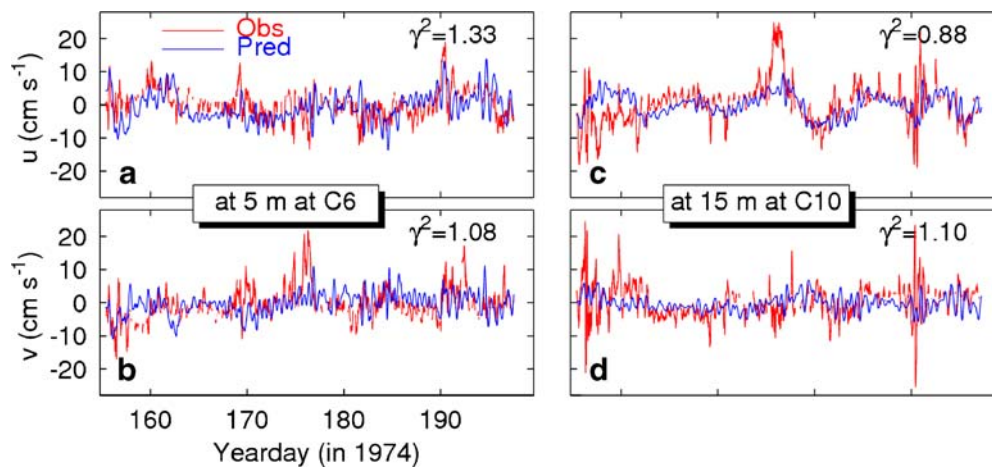 Obs
Pred
γ²=1.33
γ²=0.88
20
10
0
-10
-20
u (cm s⁻¹)
a
c
at 5 m at C6
at 15 m at C10
γ²=1.08
γ²=1.10
20
10
0
-10
-20
v (cm s⁻¹)
b
d
160 170 180 190
Yearday (in 1974)